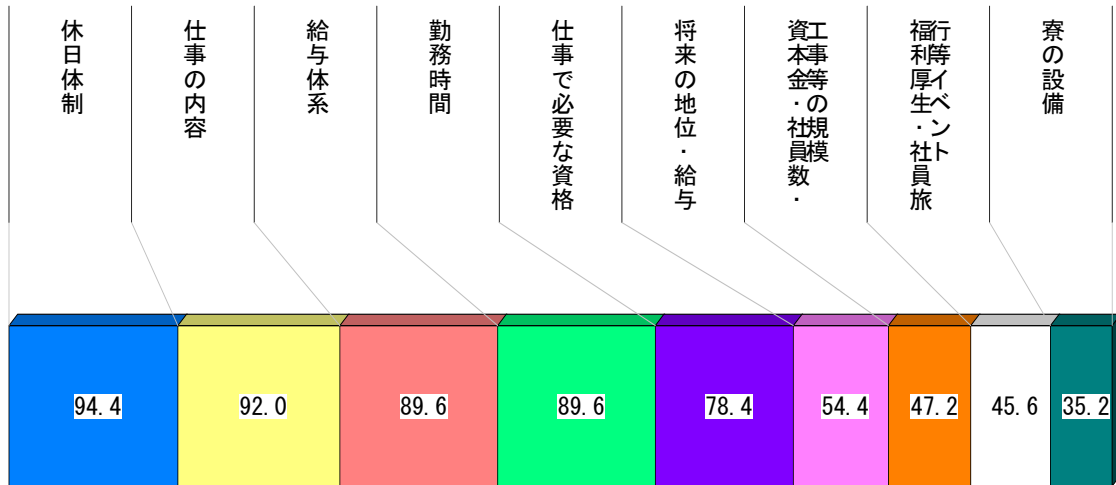 休日体制
仕事の内容
給与体系
勤務時間
仕事で必要な資格
将来の地位・給与
資本金・社員数・
工事等の規模
福利厚生・社員旅
行等イベント
寮の設備
94.4
92.0
89.6
89.6
78.4
54.4
47.2
45.6
35.2